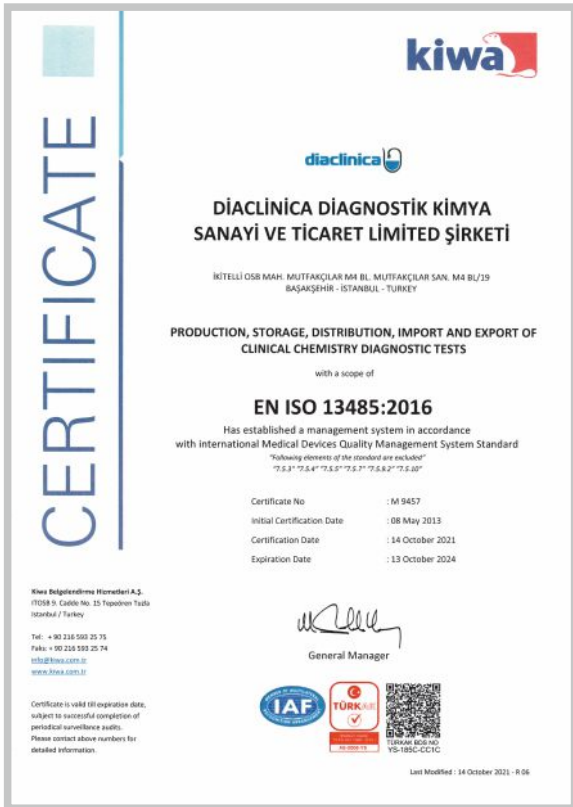 kiwa
CERTIFICATE
diaclinica
DİACLİNİCA DİAGNOSTİK KİMYA
SANAYİ VE TİCARET LİMİTED ŞİRKETİ
İKİTELLİ OSB MAH. MUTFAKÇILAR M4 BL. MUTFAKÇILAR SAN. M4 BL/19
BAŞAKŞEHİR - İSTANBUL - TURKEY
PRODUCTION, STORAGE, DISTRIBUTION, IMPORT AND EXPORT OF
CLINICAL CHEMISTRY DIAGNOSTIC TESTS
with a scope of
EN ISO 13485:2016
Has established a management system in accordance
with international Medical Devices Quality Management System Standard
"Following elements of the standard are excluded"
"7.5.3" "7.5.4" "7.5.5" "7.5.7" "7.5.9.2" "7.5.10"
Certificate No : M 9457
Initial Certification Date : 08 May 2013
Certification Date : 14 October 2021
Expiration Date : 13 October 2024
Kiwa Belgelendirme Hizmetleri A.Ş.
ITOSB 9. Cadde No. 15 Tepeören Tuzla
Istanbul / Turkey
Tel: + 90 216 593 25 75
Faks: + 90 216 593 25 74
info@kiwa.com.tr
www.kiwa.com.tr
General Manager
Certificate is valid till expiration date,
subject to successful completion of
periodical surveillance audits.
Please contact above numbers for
detailed information.
IAF
TÜRKAK
TÜRKAK BDS NO
YS-185C-CC1C
Last Modified : 14 October 2021 - R 06